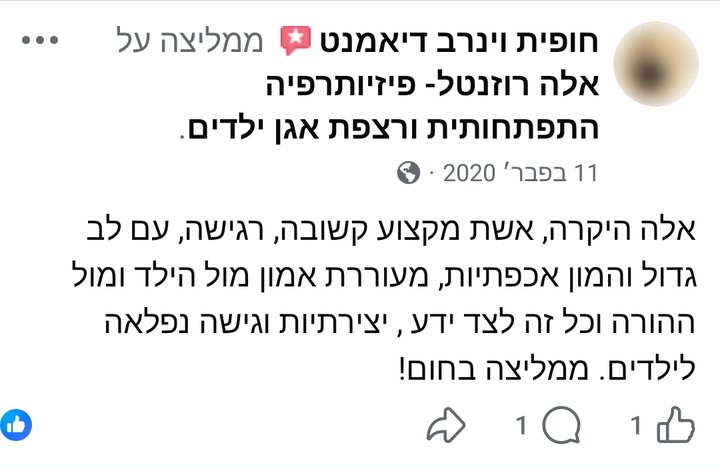 חופית וינרב דיאמנט ממליצה על
אלה רוזנטל- פיזיותרפיה
התפתחותית ורצפת אגן ילדים.
11 בפבר׳ 2020 ·
אלה היקרה, אשת מקצוע קשובה, רגישה, עם לב
גדול והמון אכפתיות, מעוררת אמון מול הילד ומול
ההורה וכל זה לצד ידע , יצירתיות וגישה נפלאה
לילדים. ממליצה בחום!
1 1